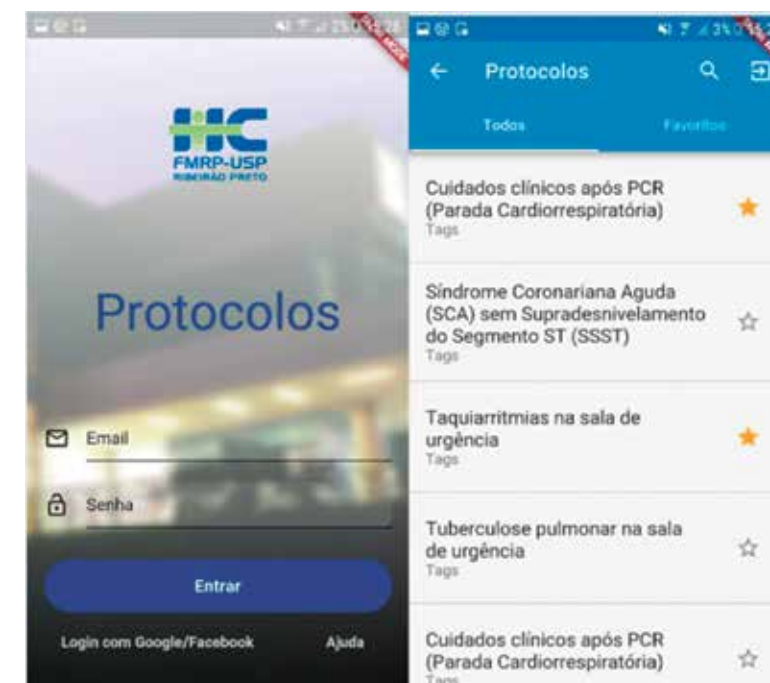 HC
FMRP-USP
RIBEIRÃO PRETO
Protocolos
Email
Senha
Entrar
Login com Google/Facebook
Ajuda
Protocolos
Todos
Favoritos
Cuidados clínicos após PCR
(Parada Cardiorrespiratória)
Tags
Síndrome Coronariana Aguda
(SCA) sem Supradesnivelamento
do Segmento ST (SSST)
Tags
Taquiarritmias na sala de
urgência
Tags
Tuberculose pulmonar na sala
de urgência
Tags
Cuidados clínicos após PCR
(Parada Cardiorrespiratória)
Tags